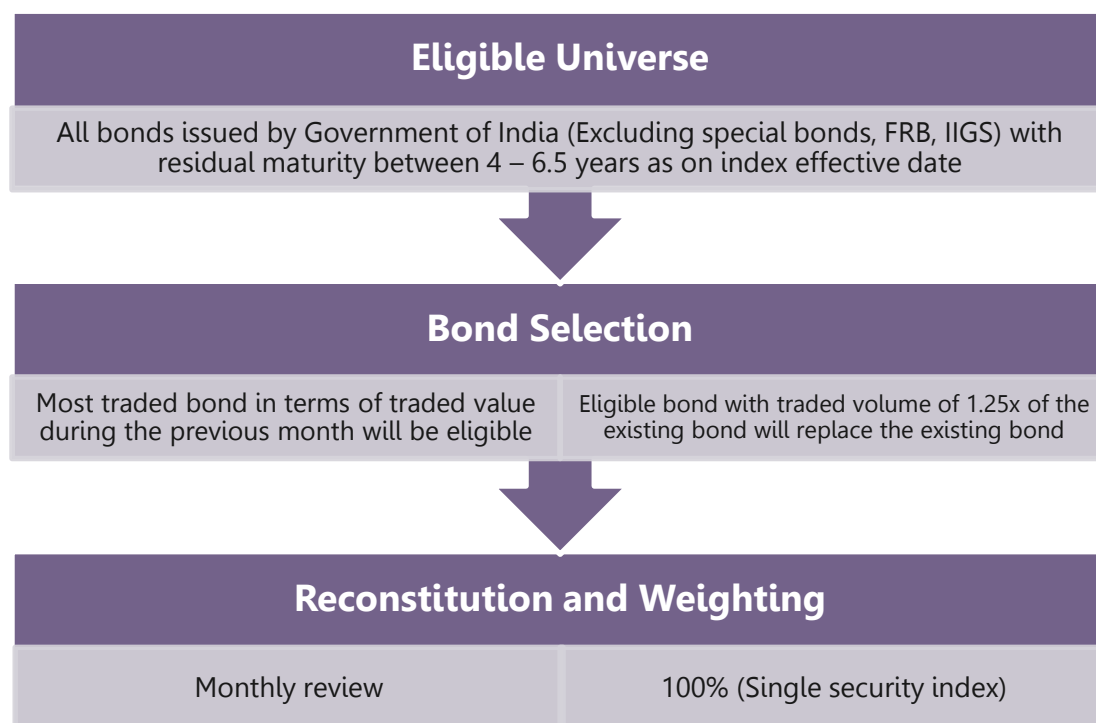 Eligible Universe
All bonds issued by Government of India (Excluding special bonds, FRB, IIGS) with
residual maturity between 4 – 6.5 years as on index effective date
Bond Selection
Most traded bond in terms of traded value
during the previous month will be eligible
Eligible bond with traded volume of 1.25x of the
existing bond will replace the existing bond
Reconstitution and Weighting
Monthly review
100% (Single security index)